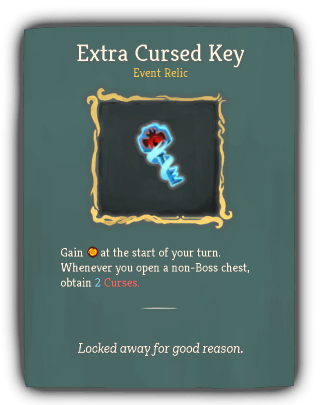 Extra Cursed Key
Event Relic
Gain at the start of your turn.
Whenever you open a non-Boss chest,
obtain 2 Curses.
Locked away for good reason.